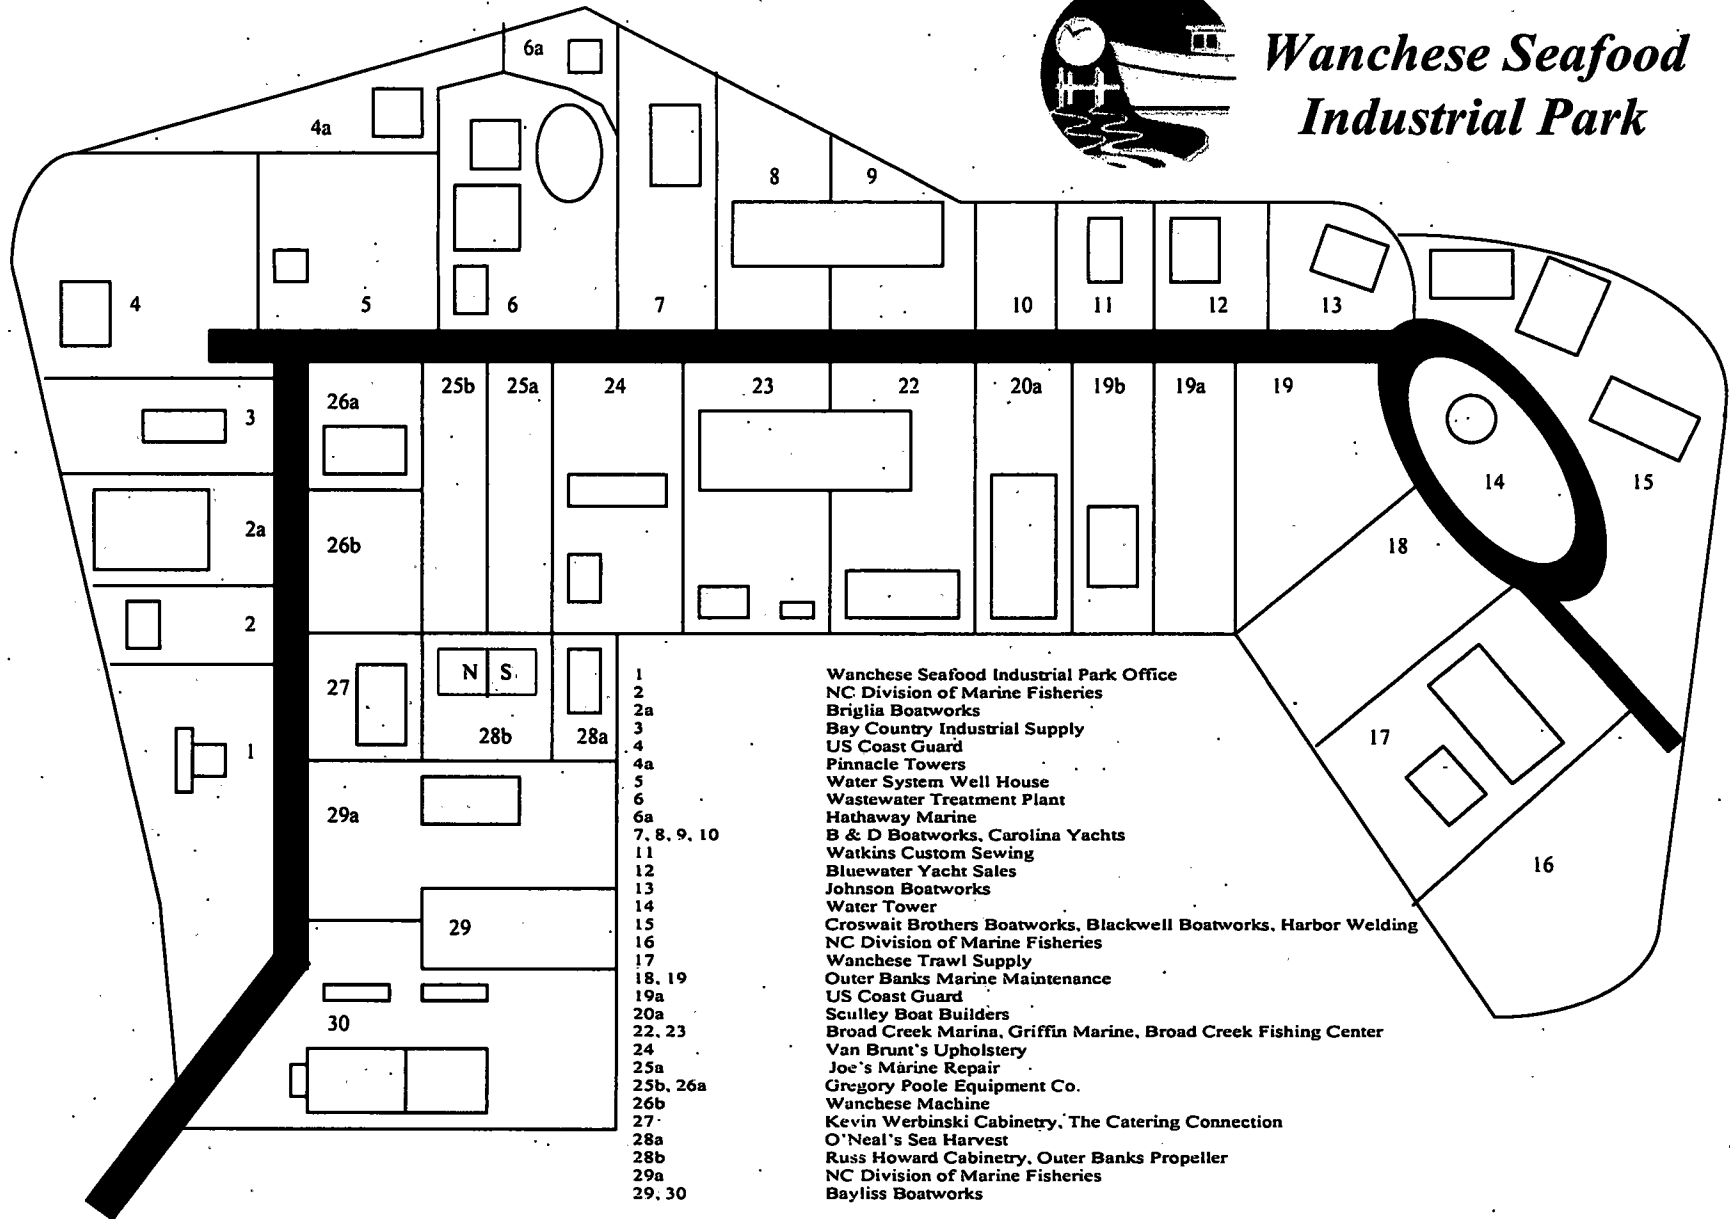 Wanchese Seafood
Industrial Park
6a
4a
8
9
4
5
6
7
10
11
12
13
3
26a
25b
25a
24
23
22
20a
19b
19a
19
14
15
2a
26b
18
2
27
N S
28b
28a
1
17
29a
16
29
30
1 Wanchese Seafood Industrial Park Office
2 NC Division of Marine Fisheries
2a Briglia Boatworks
3 Bay Country Industrial Supply
4 US Coast Guard
4a Pinnacle Towers
5 Water System Well House
6 Wastewater Treatment Plant
6a Hathaway Marine
7, 8, 9, 10 B & D Boatworks, Carolina Yachts
11 Watkins Custom Sewing
12 Bluewater Yacht Sales
13 Johnson Boatworks
14 Water Tower
15 Croswait Brothers Boatworks, Blackwell Boatworks, Harbor Welding
16 NC Division of Marine Fisheries
17 Wanchese Trawl Supply
18, 19 Outer Banks Marine Maintenance
19a US Coast Guard
20a Sculley Boat Builders
22, 23 Broad Creek Marina, Griffin Marine, Broad Creek Fishing Center
24 Van Brunt's Upholstery
25a Joe's Marine Repair
25b, 26a Gregory Poole Equipment Co.
26b Wanchese Machine
27 Kevin Werbinski Cabinetry, The Catering Connection
28a O'Neal's Sea Harvest
28b Russ Howard Cabinetry, Outer Banks Propeller
29a NC Division of Marine Fisheries
29, 30 Bayliss Boatworks